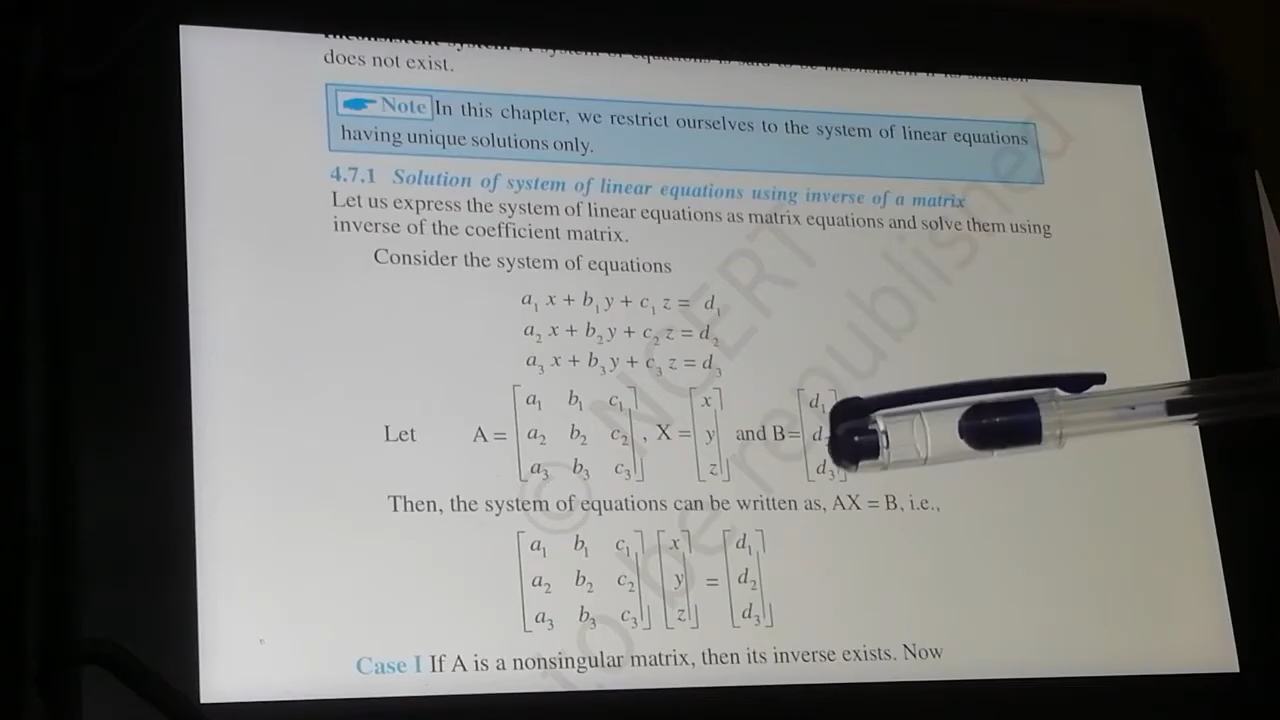 does not exist.
Note In this chapter, we restrict ourselves to the system of linear equations
having unique solutions only.
4.7.1 Solution of system of linear equations using inverse of a matrix
Let us express the system of linear equations as matrix equations and solve them using
inverse of the coefficient matrix.
Consider the system of equations
a₁ x + b₁ y + c₁ z = d₁
a₂ x + b₂ y + c₂ z = d₂
a₃ x + b₃ y + c₃ z = d₃
Let A = [a₁ b₁ c₁; a₂ b₂ c₂; a₃ b₃ c₃], X = [x; y; z] and B = [d₁; d₂; d₃]
Then, the system of equations can be written as, AX = B, i.e.,
[a₁ b₁ c₁; a₂ b₂ c₂; a₃ b₃ c₃] [x; y; z] = [d₁; d₂; d₃]
Case I If A is a nonsingular matrix, then its inverse exists. Now
© NCERT
to be republished